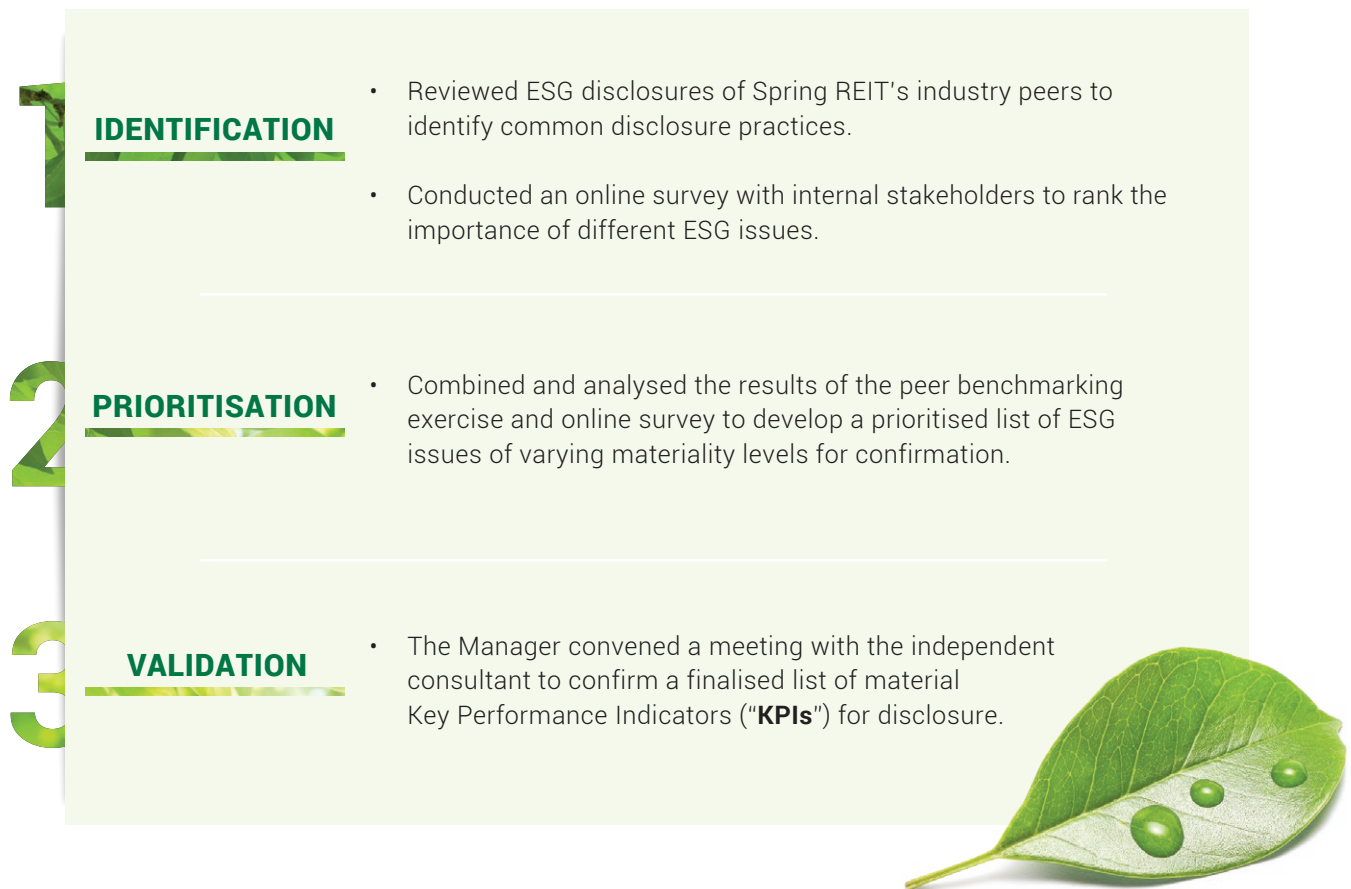 1
IDENTIFICATION
• Reviewed ESG disclosures of Spring REIT's industry peers to
identify common disclosure practices.
• Conducted an online survey with internal stakeholders to rank the
importance of different ESG issues.
2
PRIORITISATION
• Combined and analysed the results of the peer benchmarking
exercise and online survey to develop a prioritised list of ESG
issues of varying materiality levels for confirmation.
3
VALIDATION
• The Manager convened a meeting with the independent
consultant to confirm a finalised list of material
Key Performance Indicators (“KPIs”) for disclosure.